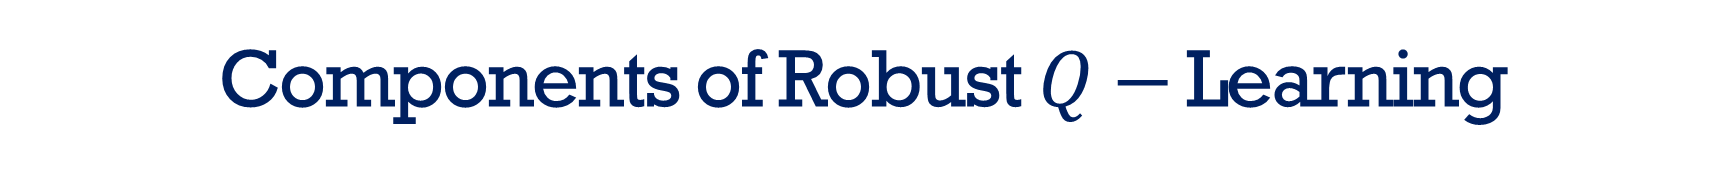 Components of Robust Q − Learning